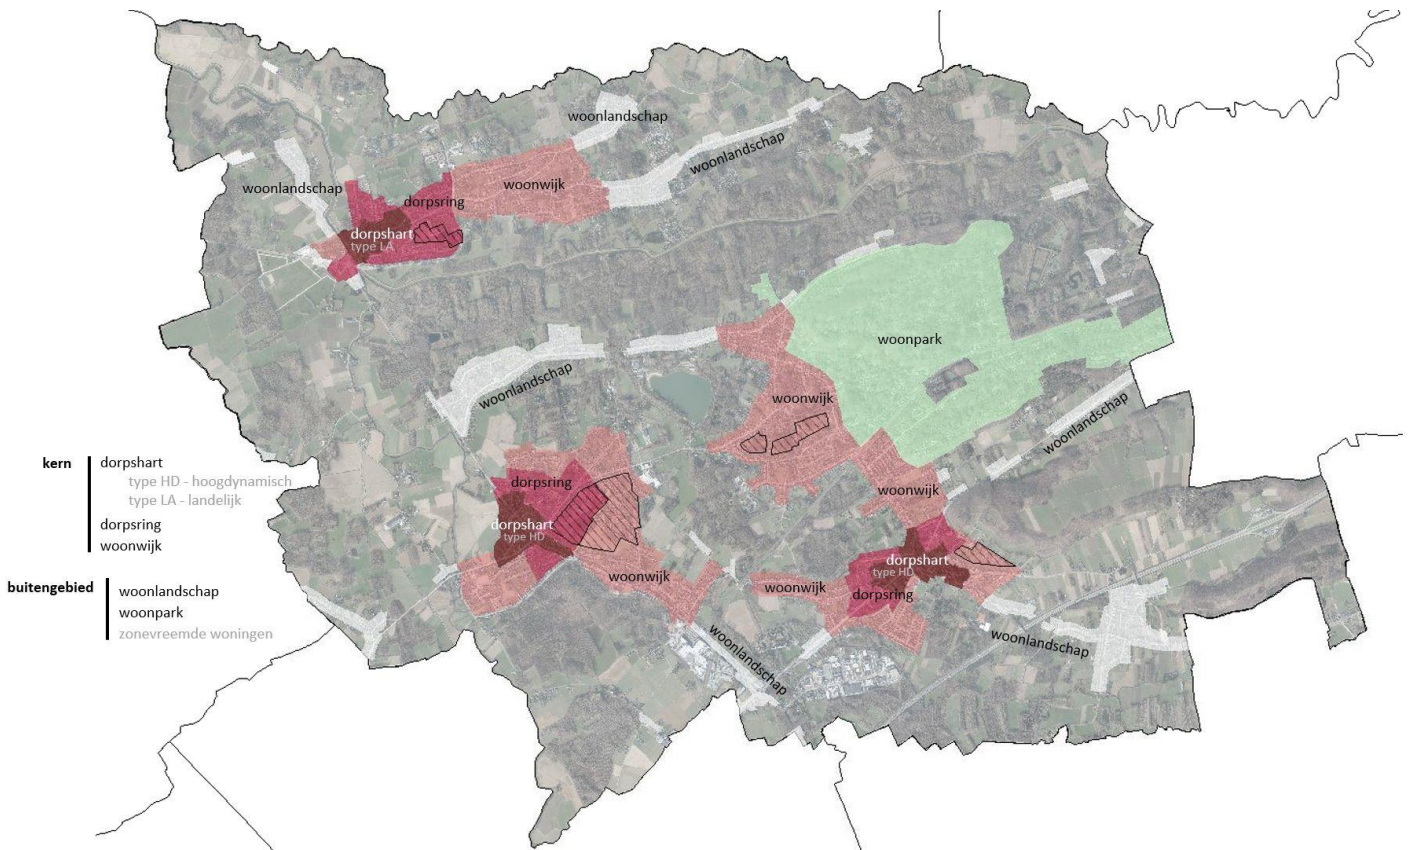 woonlandschap
woonlandschap
woonwijk
woonlandschap
dorpsring
dorpshart
type LA
woonpark
woonlandschap
woonwijk
woonlandschap
kern
dorpshart
type HD - hoogdynamisch
type LA - landelijk
dorpsring
woonwijk
dorpsring
woonwijk
dorpshart
type HD
dorpshart
type HD
woonwijk
woonwijk
dorpsring
buitengebied
woonlandschap
woonpark
zonevreemde woningen
woonlandschap
woonlandschap